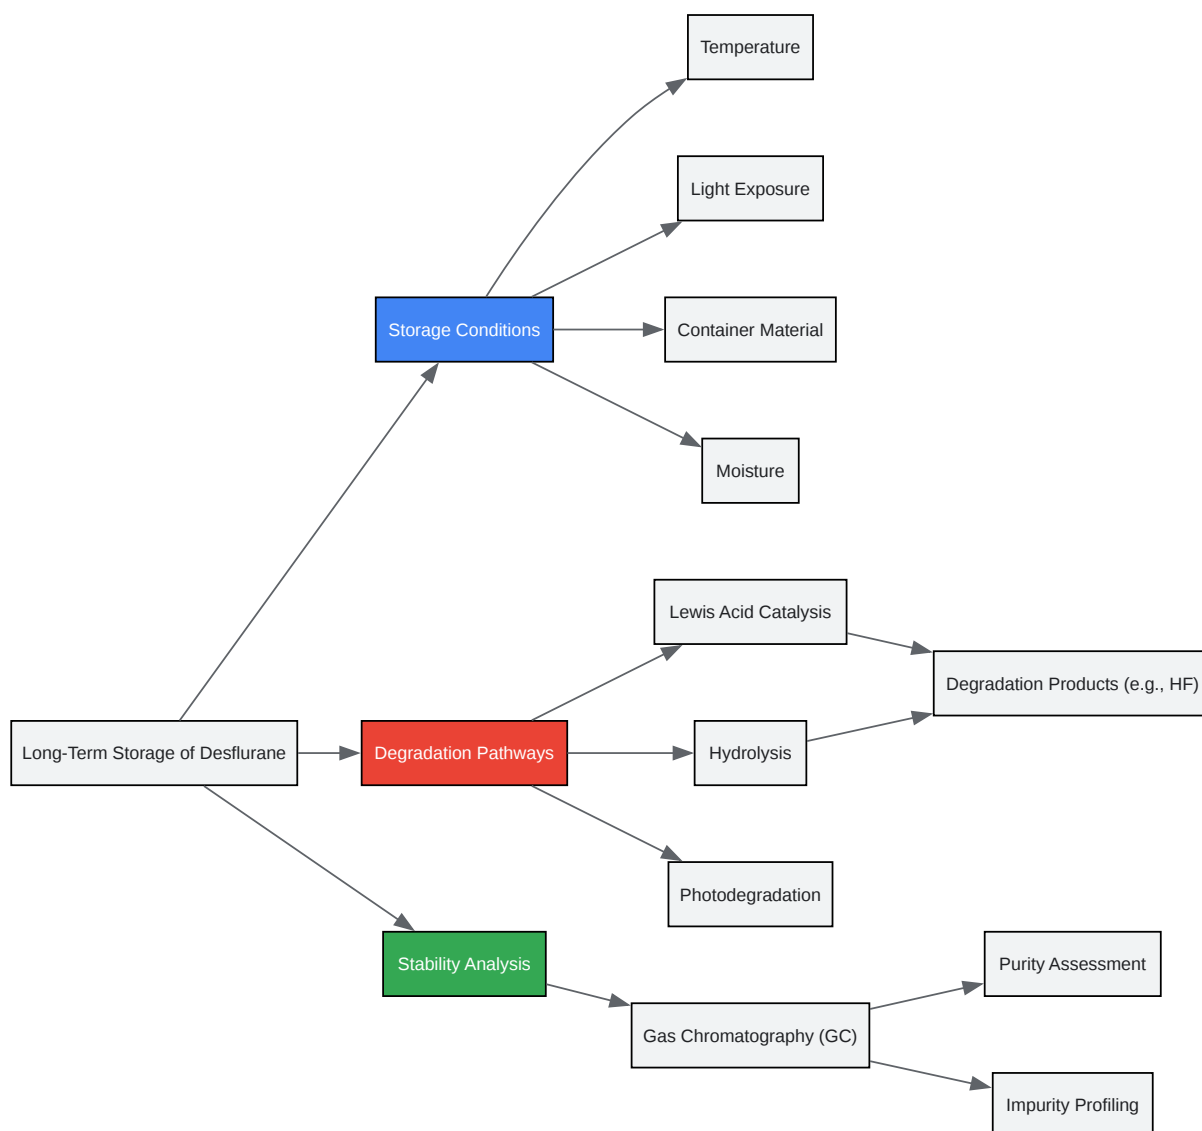 Temperature
Light Exposure
Storage Conditions
Container Material
Moisture
Lewis Acid Catalysis
Degradation Products (e.g., HF)
Long-Term Storage of Desflurane
Degradation Pathways
Hydrolysis
Photodegradation
Stability Analysis
Purity Assessment
Gas Chromatography (GC)
Impurity Profiling